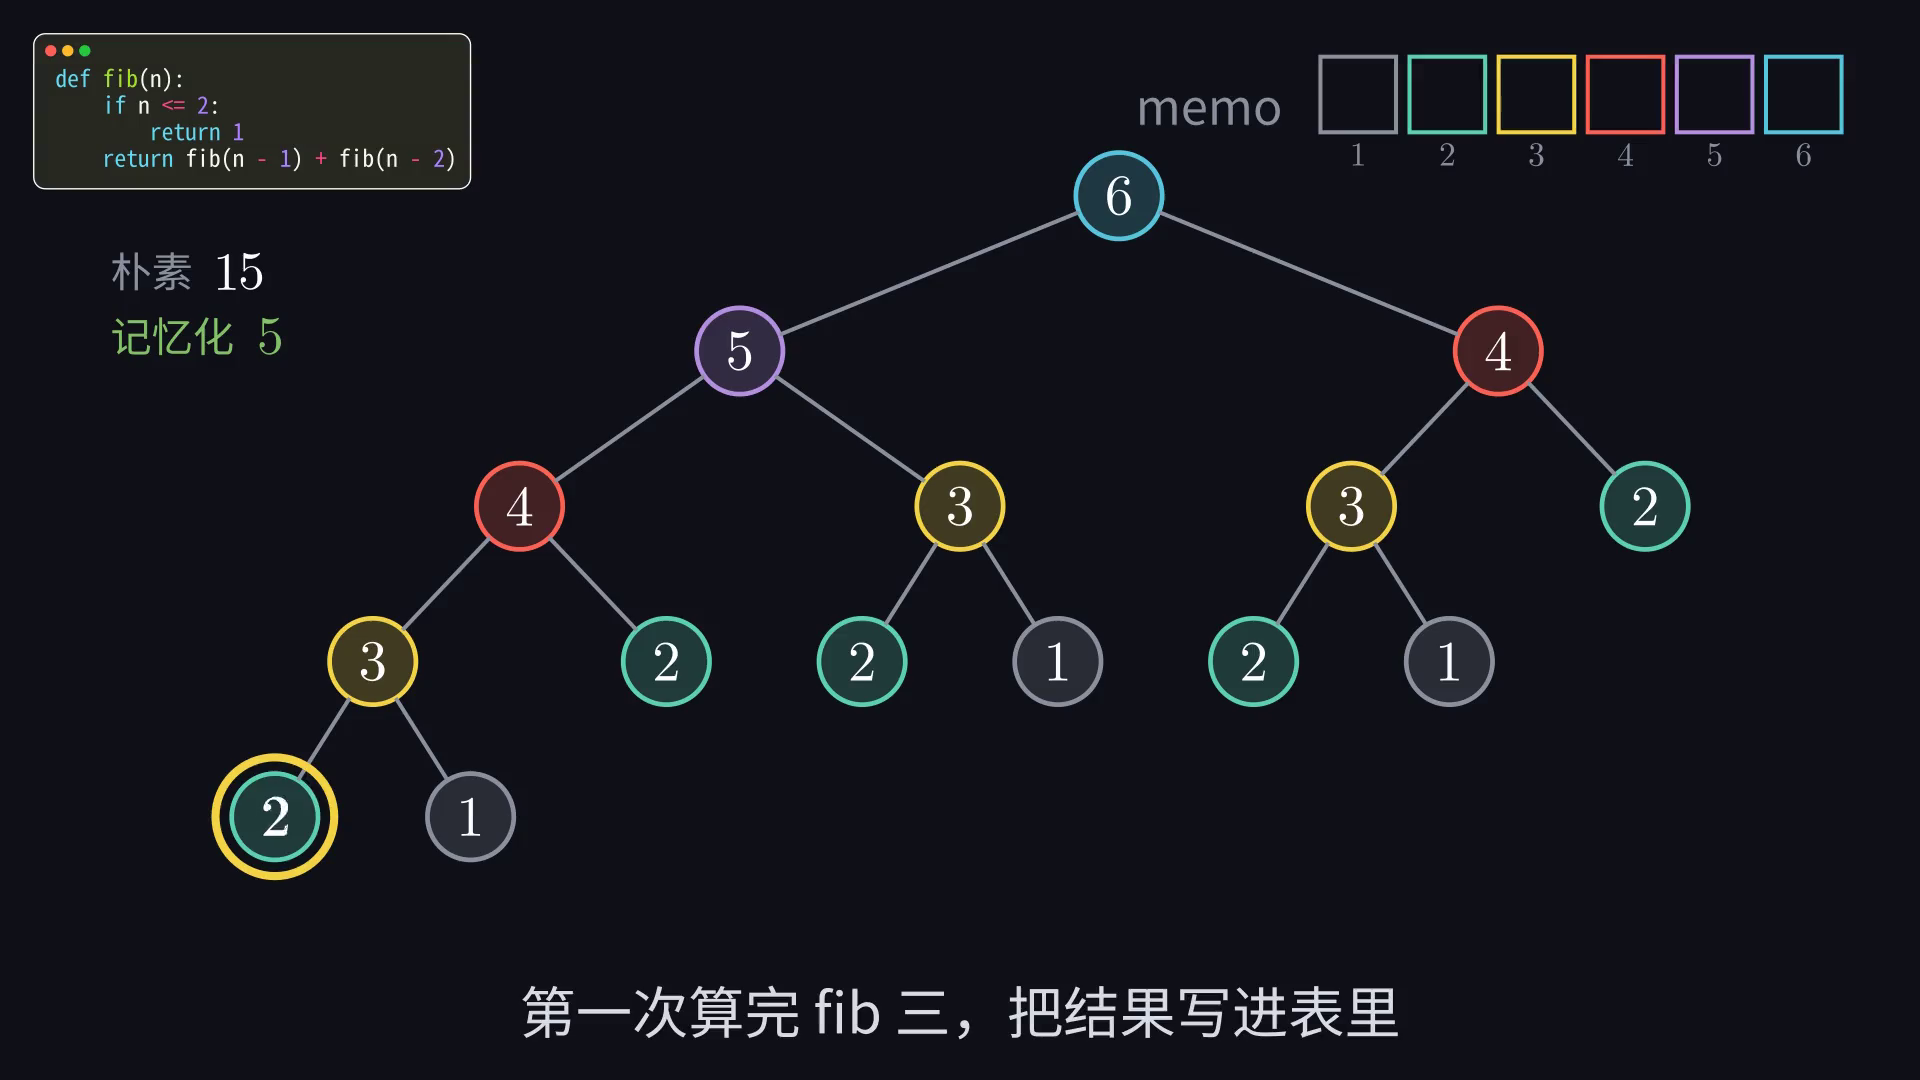 def fib(n):
    if n <= 2:
        return 1
    return fib(n - 1) + fib(n - 2)
memo
1 2 3 4 5 6
朴素 15
记忆化 5
6
5 4
4 3 3 2
3 2 2 1 2 1
2 1
第一次算完 fib 三，把结果写进表里